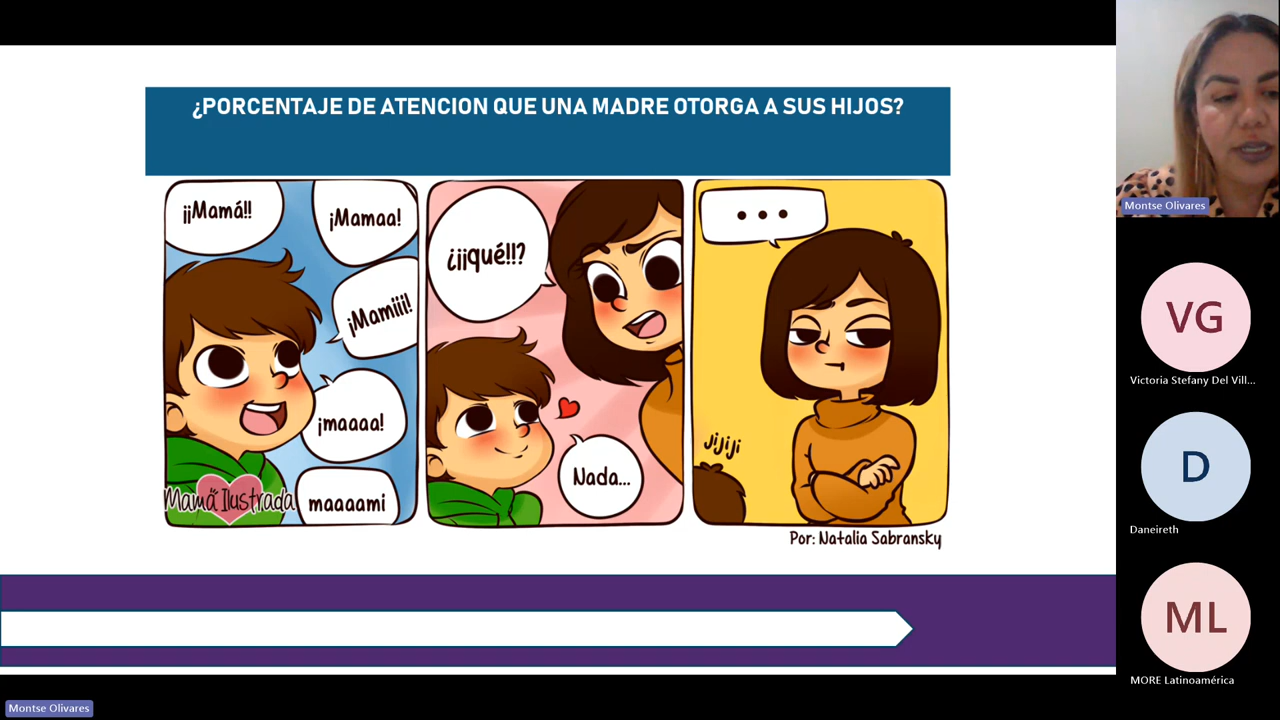 ¿PORCENTAJE DE ATENCION QUE UNA MADRE OTORGA A SUS HIJOS?
¡¡Mamá!!
¡Mamaa!
¡Mamiii!
¡maaaa!
maaaami
Mamá Ilustrada
¿¡¡qué!!?
Nada...
...
jijiji
Por: Natalia Sabransky
Montse Olivares
VG
Victoria Stefany Del Vill...
D
Daneireth
ML
MORE Latinoamérica
Montse Olivares